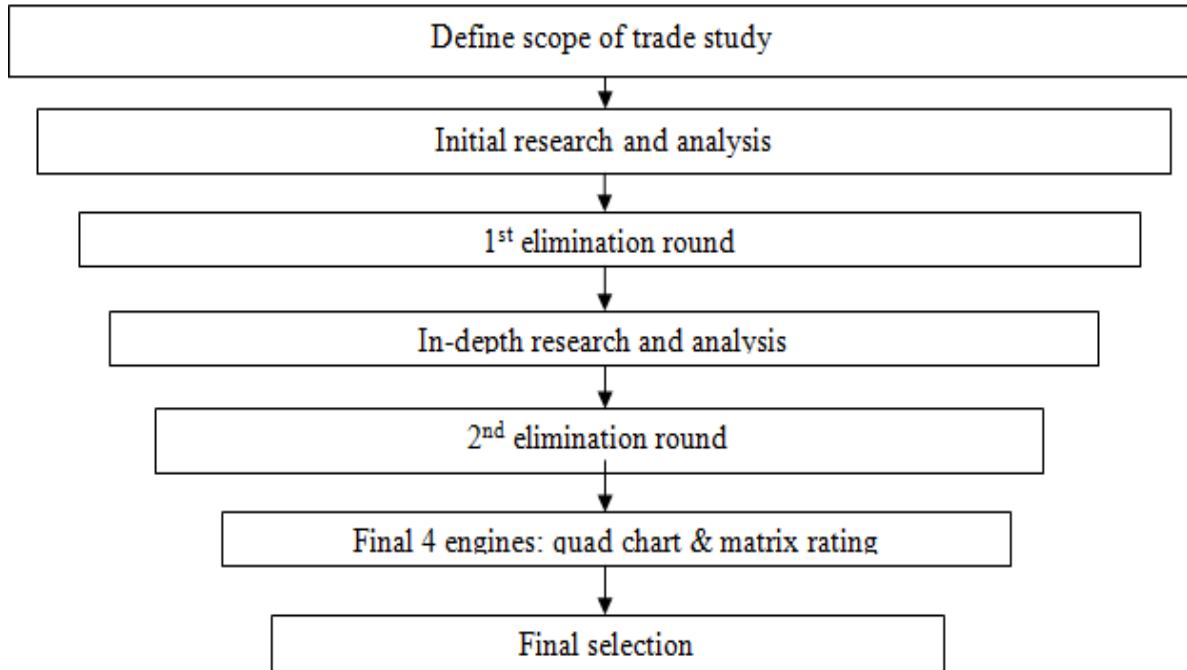 Define scope of trade study
Initial research and analysis
1st elimination round
In-depth research and analysis
2nd elimination round
Final 4 engines: quad chart & matrix rating
Final selection